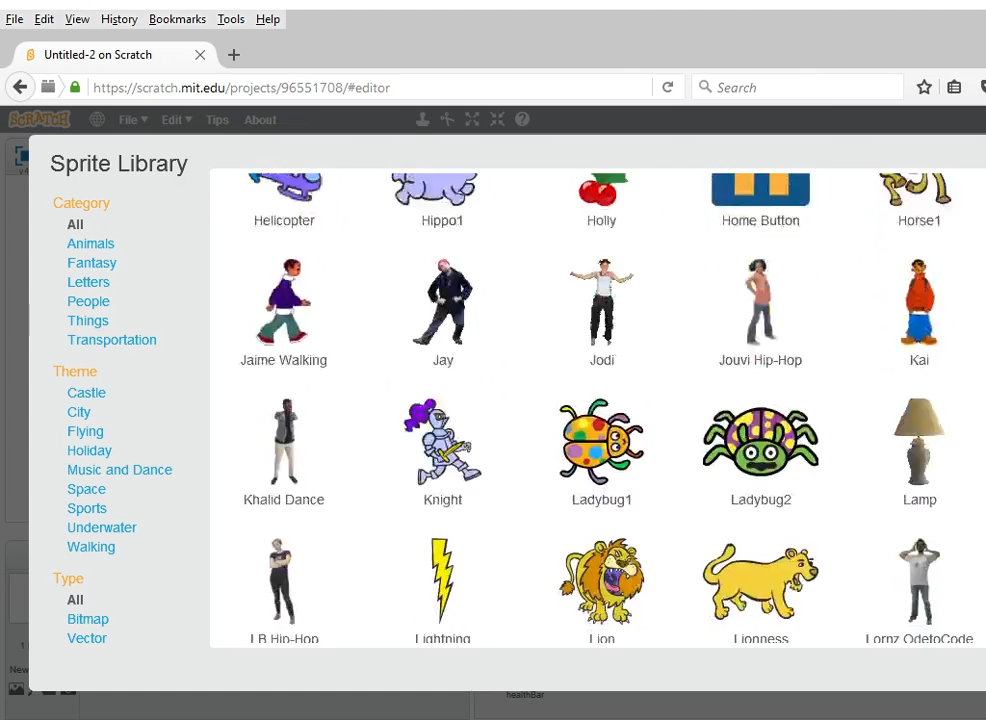 File Edit View History Bookmarks Tools Help
Untitled-2 on Scratch
https://scratch.mit.edu/projects/96551708/#editor
Search
SCRATCH File Edit Tips About
Sprite Library
Category
All
Animals
Fantasy
Letters
People
Things
Transportation
Theme
Castle
City
Flying
Holiday
Music and Dance
Space
Sports
Underwater
Walking
Type
All
Bitmap
Vector
Helicopter Hippo1 Holly Home Button Horse1
Jaime Walking Jay Jodi Jouvi Hip-Hop Kai
Khalid Dance Knight Ladybug1 Ladybug2 Lamp
LB Hip-Hop Lightning Lion Lionness Lornz OdetoCode
New
healthBar